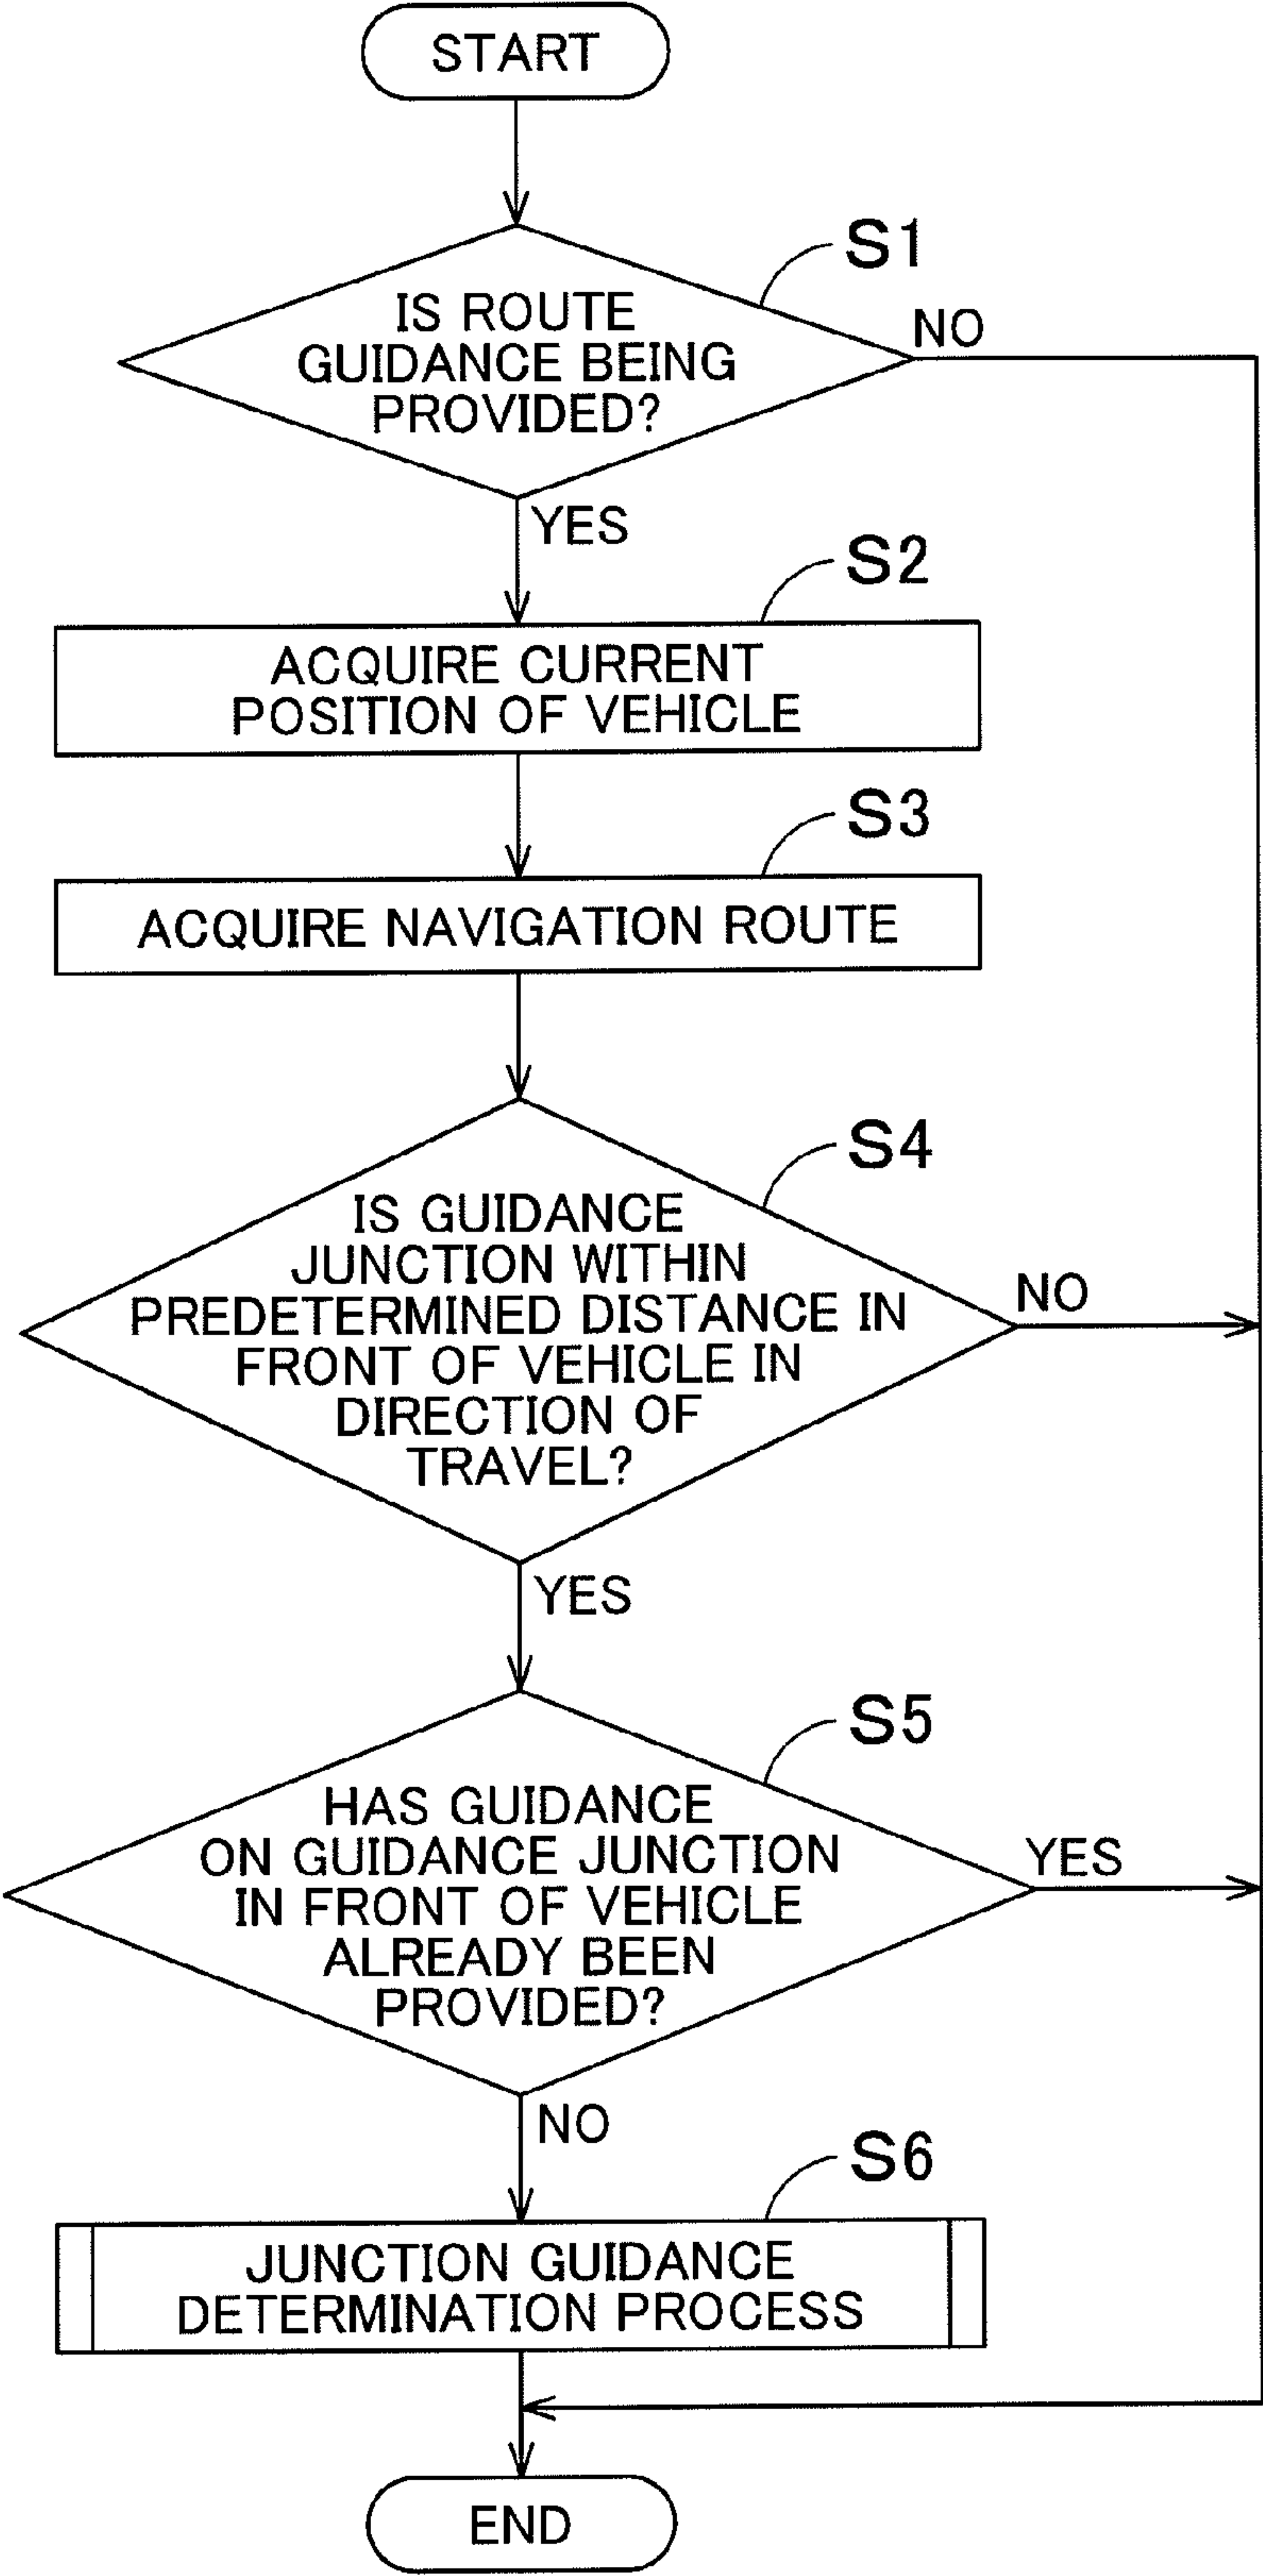 START
S1
IS ROUTE
GUIDANCE BEING
PROVIDED?
NO
YES
S2
ACQUIRE CURRENT
POSITION OF VEHICLE
S3
ACQUIRE NAVIGATION ROUTE
S4
IS GUIDANCE
JUNCTION WITHIN
PREDETERMINED DISTANCE IN
FRONT OF VEHICLE IN
DIRECTION OF
TRAVEL?
NO
YES
S5
HAS GUIDANCE
ON GUIDANCE JUNCTION
IN FRONT OF VEHICLE
ALREADY BEEN
PROVIDED?
YES
NO
S6
JUNCTION GUIDANCE
DETERMINATION PROCESS
END